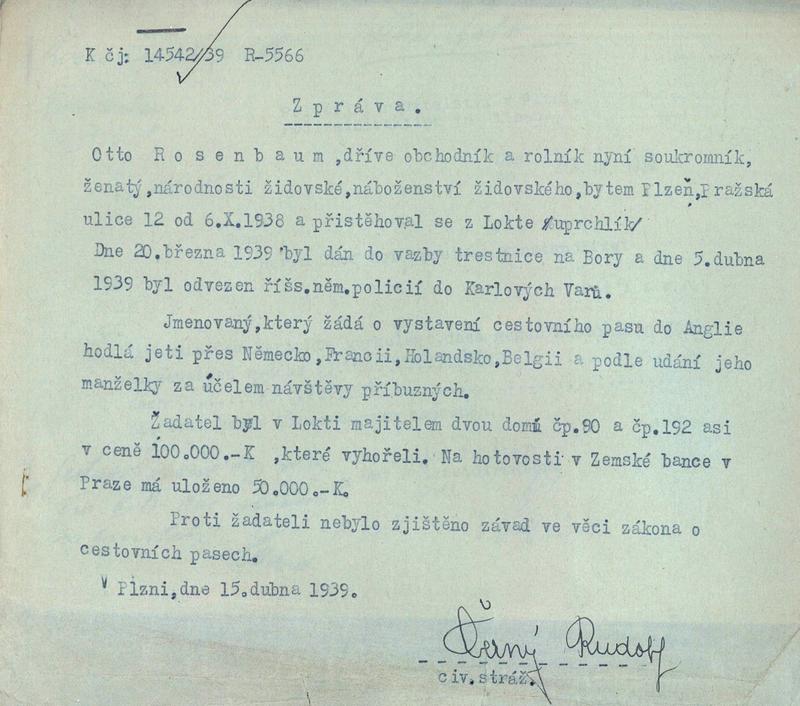 K čj: 14542/39 R-5566
Z p r á v a .
Otto R o s e n b a u m ,dříve obchodník a rolník nyní soukromník,
ženatý,národnosti židovské,náboženství židovského,bytem Plzeň,Pražská
ulice 12 od 6.X.1938 a přistěhoval se z Lokte /uprchlík/
Dne 20.března 1939 byl dán do vazby trestnice na Bory a dne 5.dubna
1939 byl odvezen říšs.něm.policií do Karlových Varů.
Jmenovaný,který žádá o vystavení cestovního pasu do Anglie
hodlá jeti přes Německo,Francii,Holandsko,Belgii a podle udání jeho
manželky za účelem návštěvy příbuzných.
Žadatel byl v Lokti majitelem dvou domů čp.90 a čp.192 asi
v ceně 100.000.-K ,které vyhořeli. Na hotovosti v Zemské bance v
Praze má uloženo 50.000.-K.
Proti žadateli nebylo zjištěno závad ve věci zákona o
cestovních pasech.
V Plzni,dne 15.dubna 1939.
Černý Rudolf
civ.stráž.